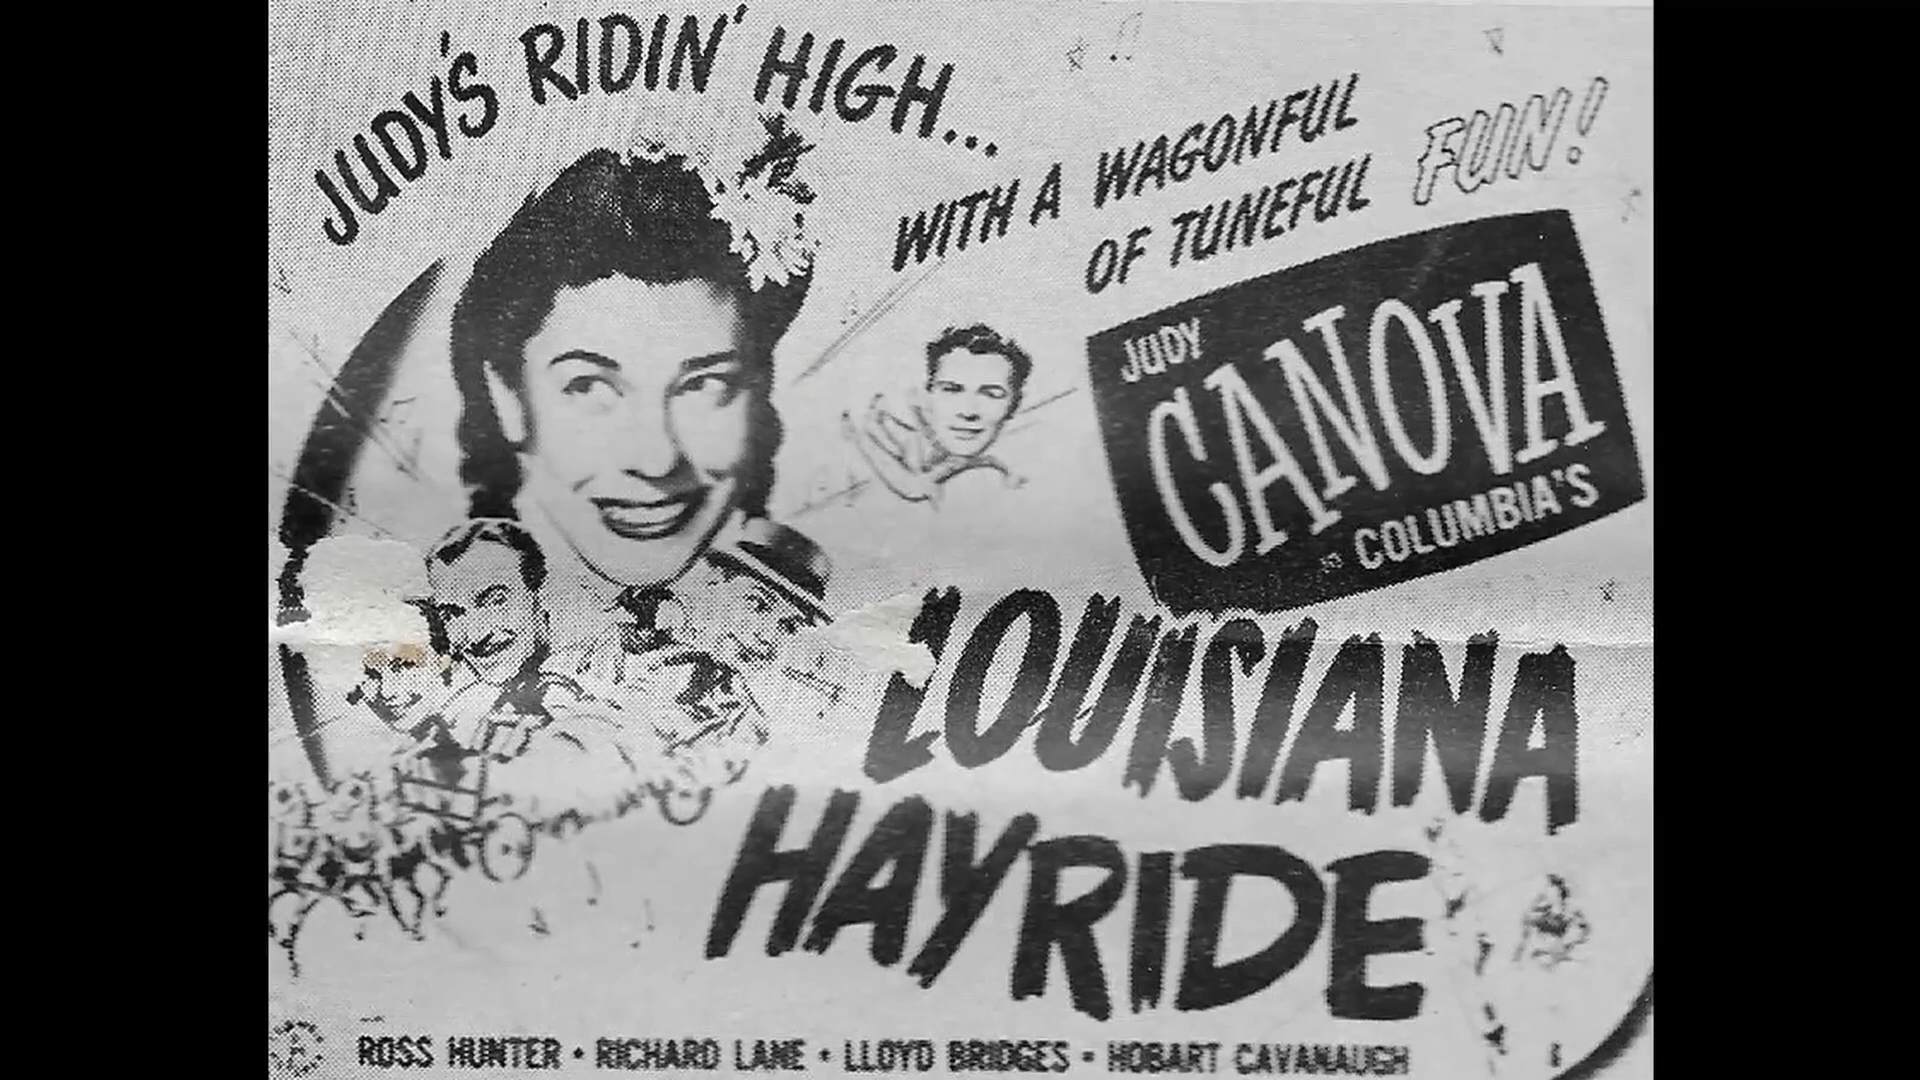 JUDY'S RIDIN' HIGH...
WITH A WAGONFUL
OF TUNEFUL FUN!
JUDY
CANOVA
IN COLUMBIA'S
LOUISIANA
HAYRIDE
ROSS HUNTER • RICHARD LANE • LLOYD BRIDGES • HOBART CAVANAUGH